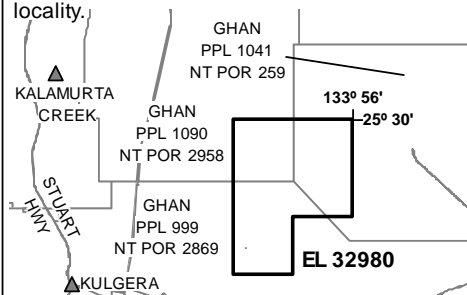 locality.
GHAN
PPL 1041
NT POR 259
KALAMURTA
CREEK
133º 56'
25º 30'
GHAN
PPL 1090
NT POR 2958
STUART
HWY
GHAN
PPL 999
NT POR 2869
EL 32980
KULGERA